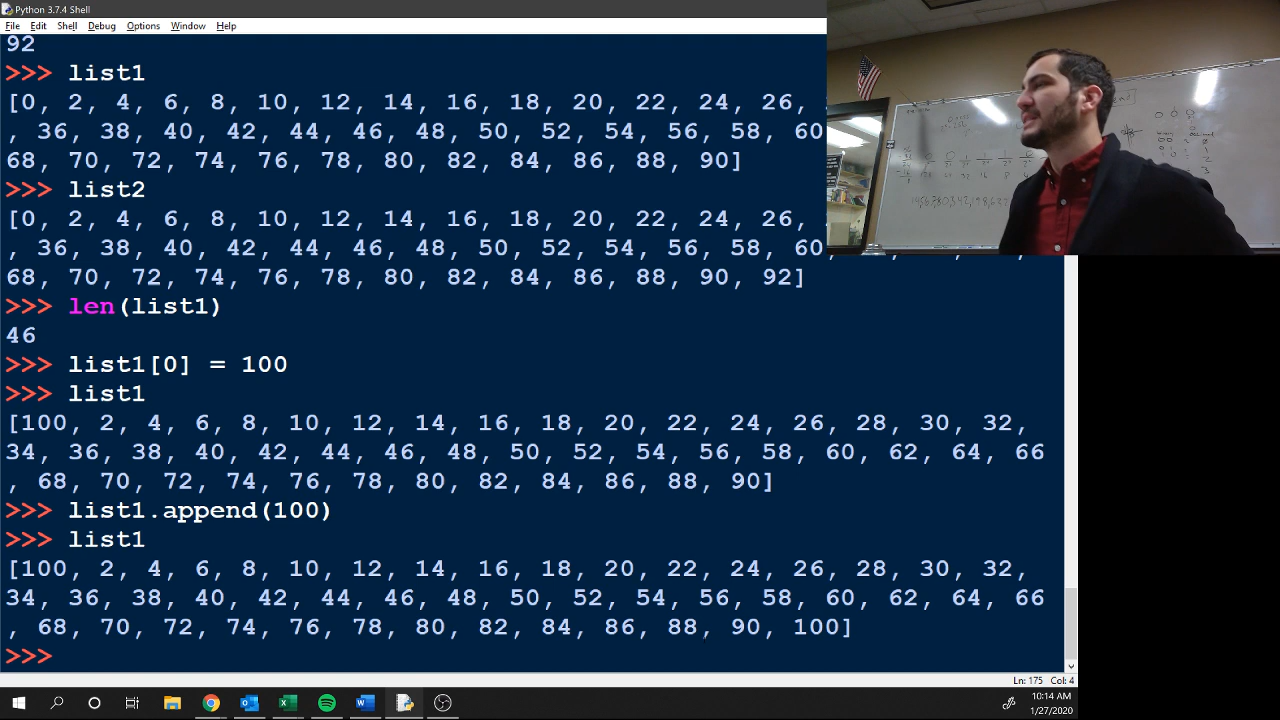 Python 3.7.4 Shell
File Edit Shell Debug Options Window Help
92
>>> list1
[0, 2, 4, 6, 8, 10, 12, 14, 16, 18, 20, 22, 24, 26,
, 36, 38, 40, 42, 44, 46, 48, 50, 52, 54, 56, 58, 60
68, 70, 72, 74, 76, 78, 80, 82, 84, 86, 88, 90]
>>> list2
[0, 2, 4, 6, 8, 10, 12, 14, 16, 18, 20, 22, 24, 26,
, 36, 38, 40, 42, 44, 46, 48, 50, 52, 54, 56, 58, 60
68, 70, 72, 74, 76, 78, 80, 82, 84, 86, 88, 90, 92]
>>> len(list1)
46
>>> list1[0] = 100
>>> list1
[100, 2, 4, 6, 8, 10, 12, 14, 16, 18, 20, 22, 24, 26, 28, 30, 32,
34, 36, 38, 40, 42, 44, 46, 48, 50, 52, 54, 56, 58, 60, 62, 64, 66
, 68, 70, 72, 74, 76, 78, 80, 82, 84, 86, 88, 90]
>>> list1.append(100)
>>> list1
[100, 2, 4, 6, 8, 10, 12, 14, 16, 18, 20, 22, 24, 26, 28, 30, 32,
34, 36, 38, 40, 42, 44, 46, 48, 50, 52, 54, 56, 58, 60, 62, 64, 66
, 68, 70, 72, 74, 76, 78, 80, 82, 84, 86, 88, 90, 100]
>>>
Ln: 175 Col: 4
10:14 AM
1/27/2020